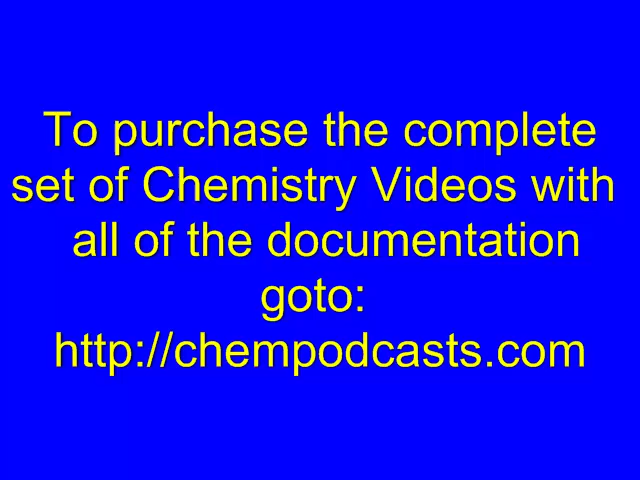 To purchase the complete
set of Chemistry Videos with
all of the documentation
goto:
http://chempodcasts.com